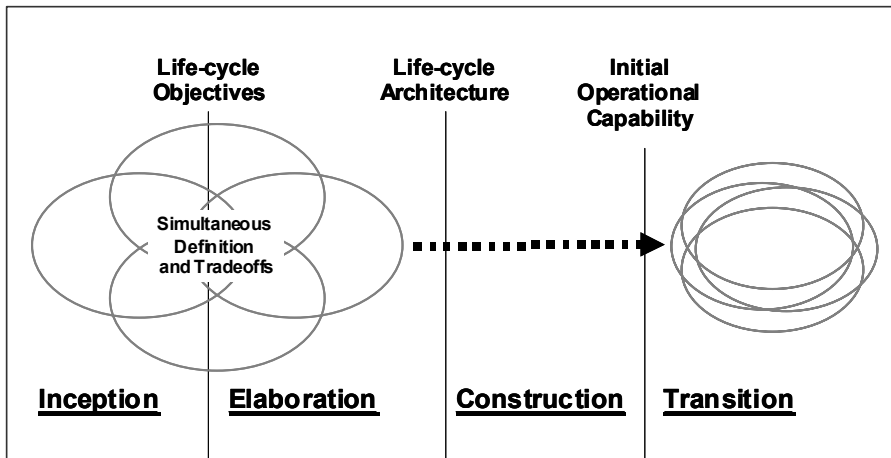 Life-cycle
Objectives
Life-cycle
Architecture
Initial
Operational
Capability
Simultaneous
Definition
and Tradeoffs
Inception
Elaboration
Construction
Transition